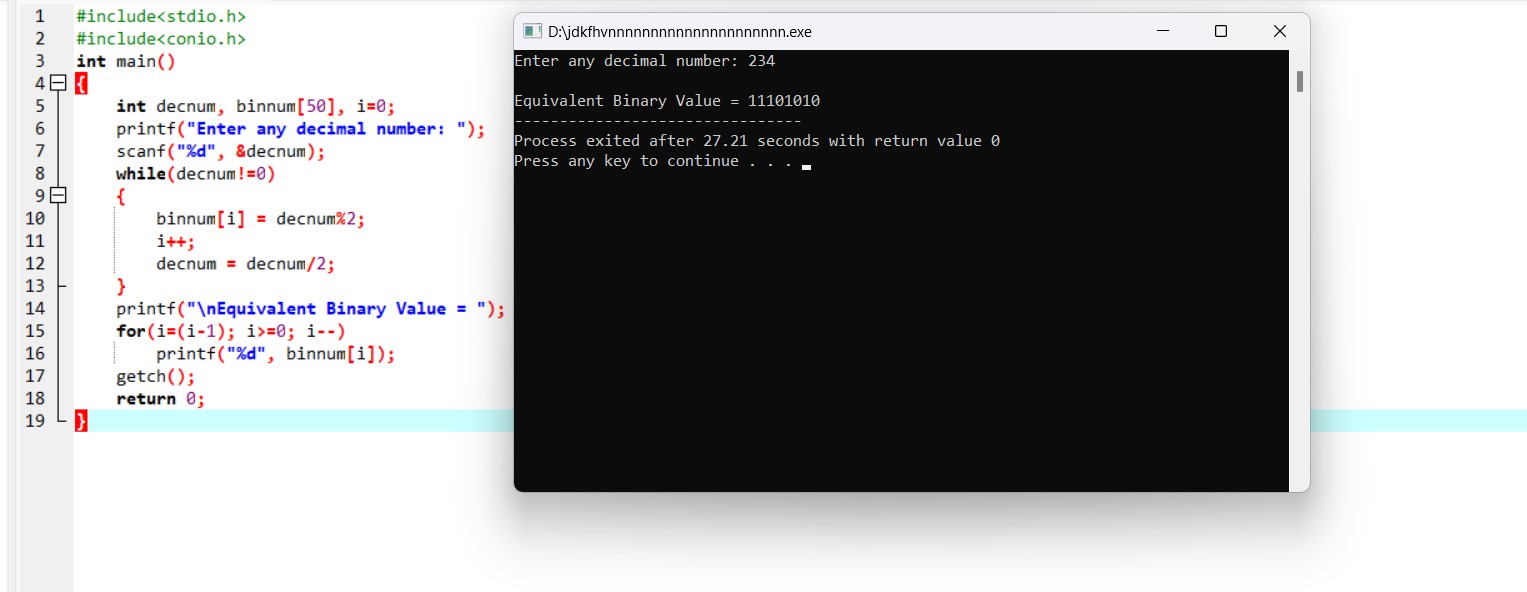 1 #include<stdio.h>
2 #include<conio.h>
3 int main()
4 {
5 int decnum, binnum[50], i=0;
6 printf("Enter any decimal number: ");
7 scanf("%d", &decnum);
8 while(decnum!=0)
9 {
10 binnum[i] = decnum%2;
11 i++;
12 decnum = decnum/2;
13 }
14 printf("\nEquivalent Binary Value = ");
15 for(i=(i-1); i>=0; i--)
16 printf("%d", binnum[i]);
17 getch();
18 return 0;
19 }
D:\jdkfhvnnnnnnnnnnnnnnnnnnnnn.exe
Enter any decimal number: 234
Equivalent Binary Value = 11101010
--------------------------------
Process exited after 27.21 seconds with return value 0
Press any key to continue . . .